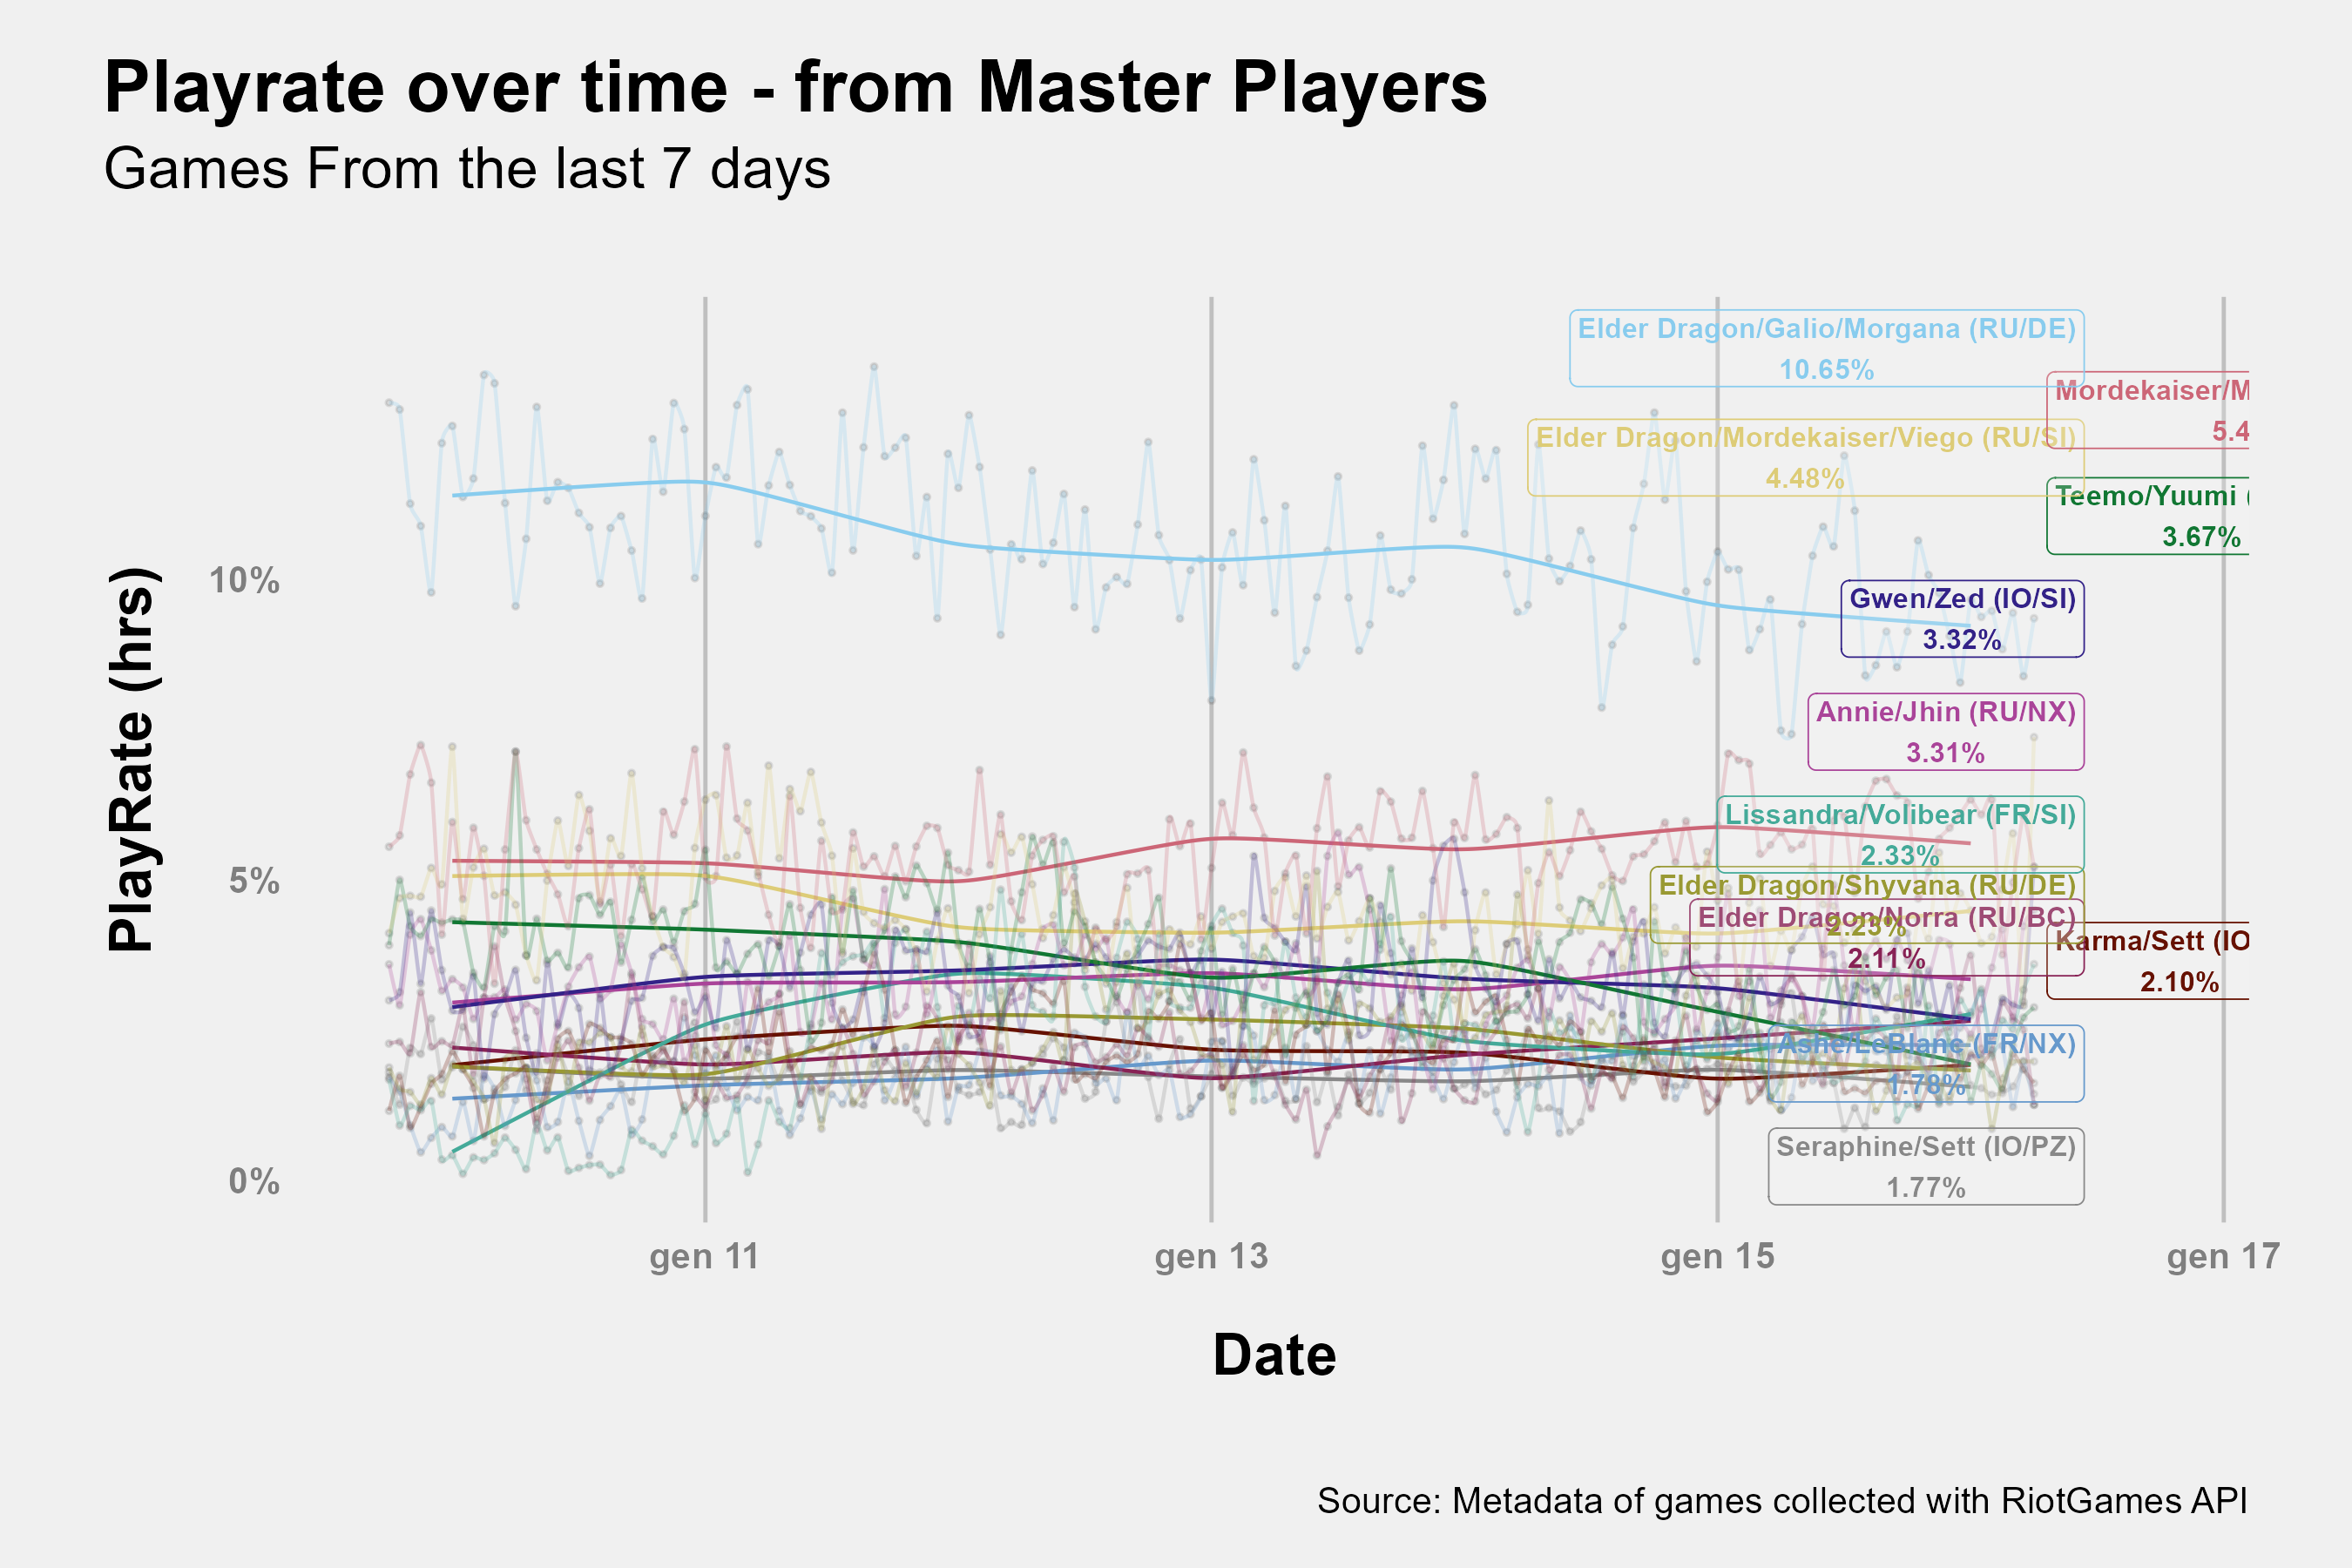 Playrate over time - from Master Players
Games From the last 7 days
PlayRate (hrs)
10%
5%
0%
Elder Dragon/Galio/Morgana (RU/DE)
10.65%
Mordekaiser/M
5.4
Elder Dragon/Mordekaiser/Viego (RU/SI)
4.48%
Teemo/Yuumi (
3.67%
Gwen/Zed (IO/SI)
3.32%
Annie/Jhin (RU/NX)
3.31%
Lissandra/Volibear (FR/SI)
2.33%
Elder Dragon/Shyvana (RU/DE)
2.23%
Elder Dragon/Norra (RU/BC)
2.11%
Karma/Sett (IO
2.10%
Ashe/LeBlanc (FR/NX)
1.78%
Seraphine/Sett (IO/PZ)
1.77%
gen 11
gen 13
gen 15
gen 17
Date
Source: Metadata of games collected with RiotGames API